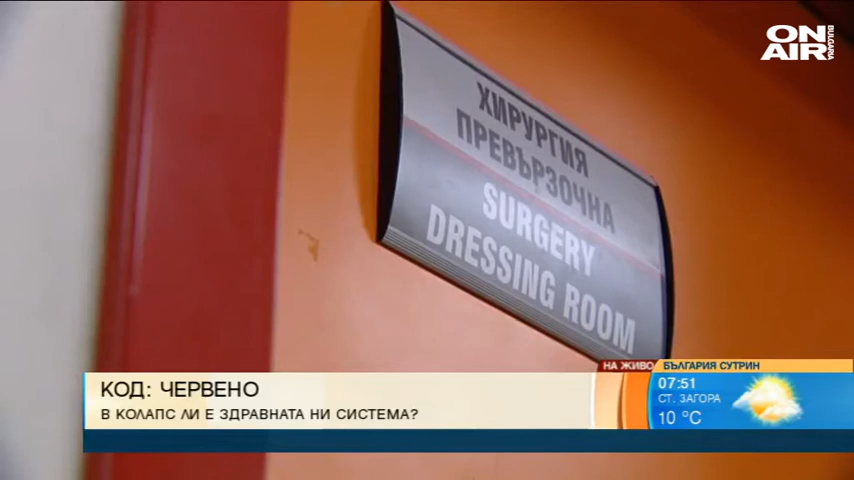 ON
AIR
BULGARIA
ХИРУРГИЯ
ПРЕВЪРЗОЧНА
SURGERY
DRESSING ROOM
НА ЖИВО
БЪЛГАРИЯ СУТРИН
КОД: ЧЕРВЕНО
В КОЛАПС ЛИ Е ЗДРАВНАТА НИ СИСТЕМА?
07:51
СТ. ЗАГОРА
10 °C